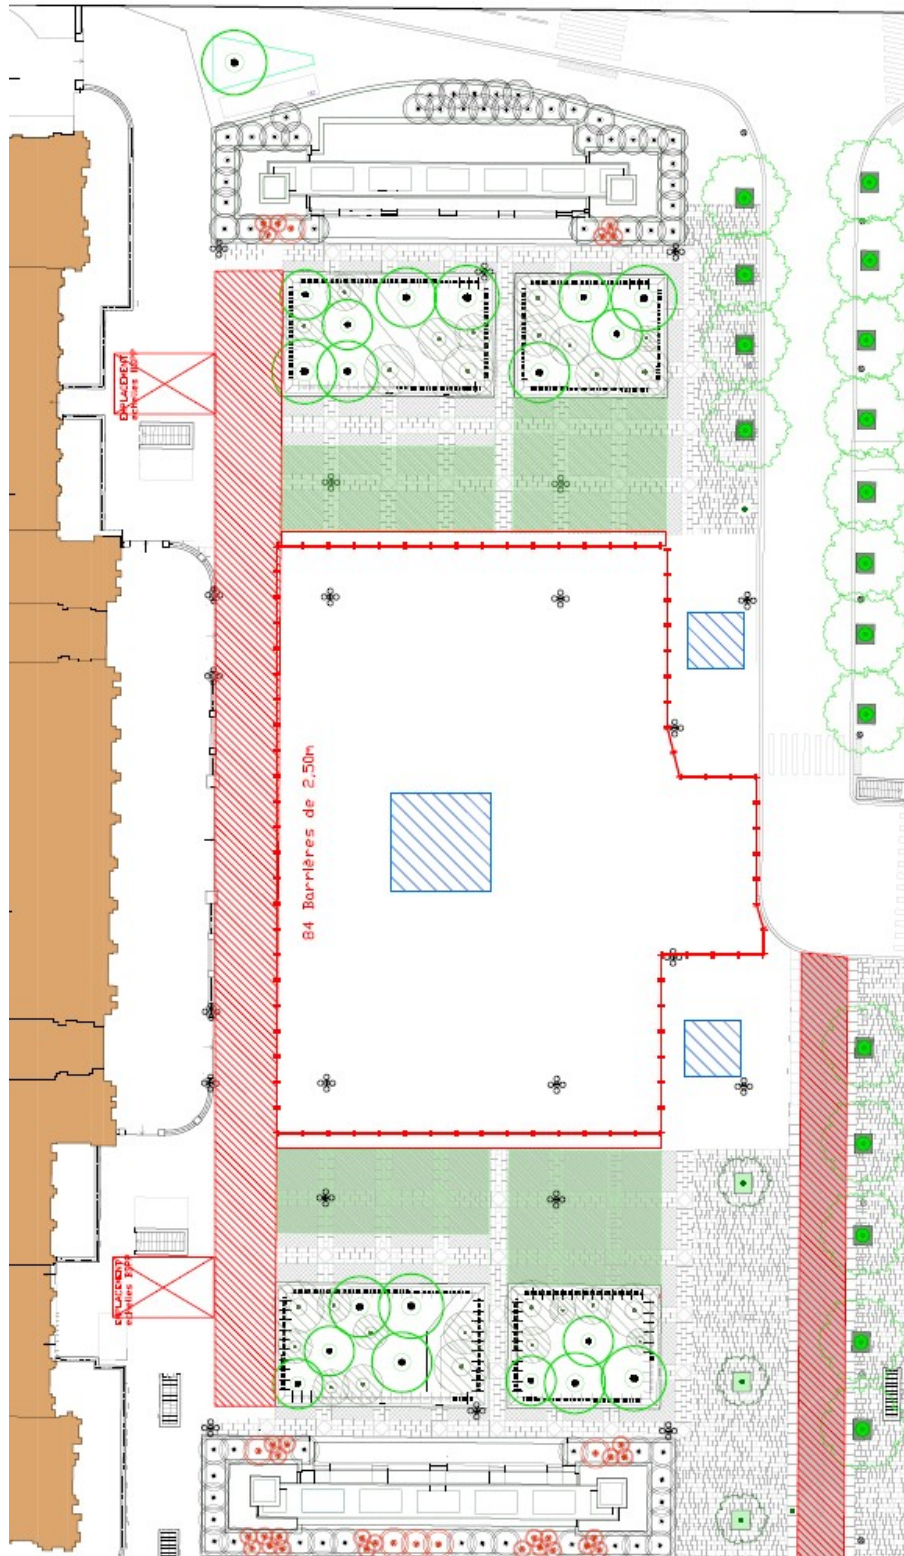 EMPLACEMENT
échelles BSPP
84 Barrières de 2,50m
EMPLACEMENT
échelles BSPP